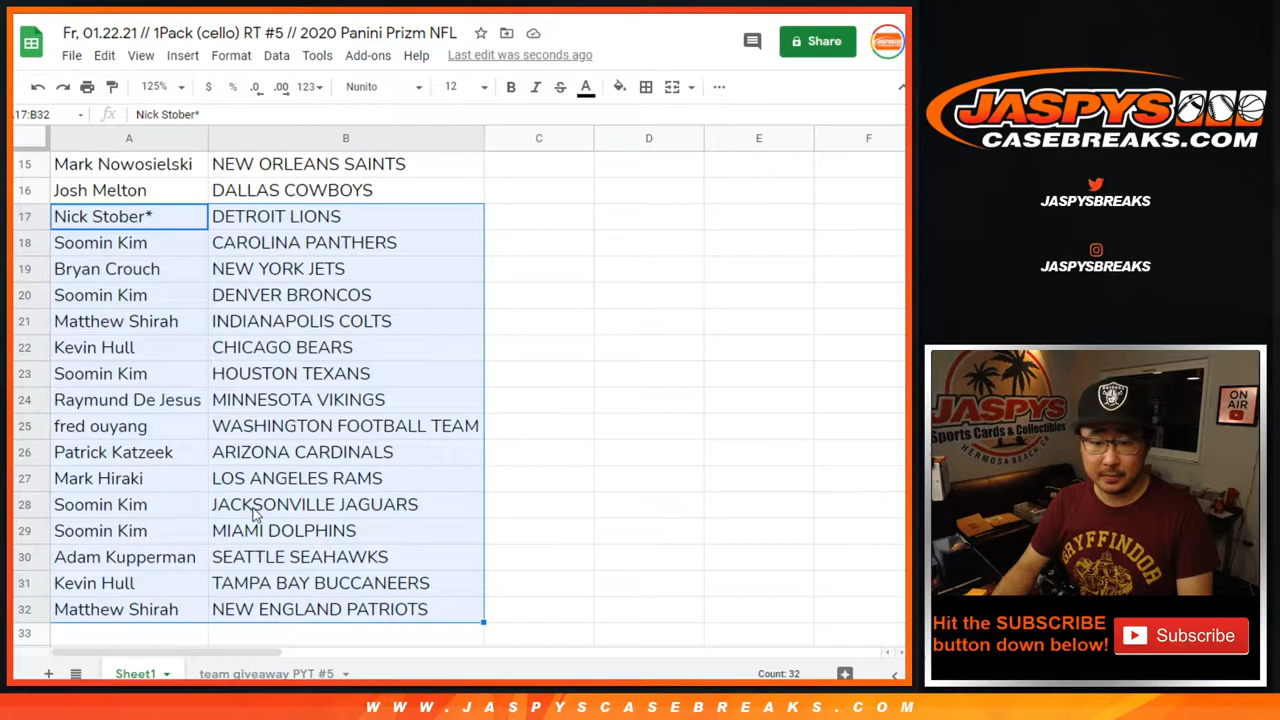 Fr, 01.22.21 // 1Pack (cello) RT #5 // 2020 Panini Prizm NFL
File Edit View Insert Format Data Tools Add-ons Help Last edit was seconds ago
Share
125% $ % .0 .00 123 Nunito 12 B I S A
17:B32 fx Nick Stober*
A B C D E F
15 Mark Nowosielski NEW ORLEANS SAINTS
16 Josh Melton DALLAS COWBOYS
17 Nick Stober* DETROIT LIONS
18 Soomin Kim CAROLINA PANTHERS
19 Bryan Crouch NEW YORK JETS
20 Soomin Kim DENVER BRONCOS
21 Matthew Shirah INDIANAPOLIS COLTS
22 Kevin Hull CHICAGO BEARS
23 Soomin Kim HOUSTON TEXANS
24 Raymund De Jesus MINNESOTA VIKINGS
25 fred ouyang WASHINGTON FOOTBALL TEAM
26 Patrick Katzeek ARIZONA CARDINALS
27 Mark Hiraki LOS ANGELES RAMS
28 Soomin Kim JACKSONVILLE JAGUARS
29 Soomin Kim MIAMI DOLPHINS
30 Adam Kupperman SEATTLE SEAHAWKS
31 Kevin Hull TAMPA BAY BUCCANEERS
32 Matthew Shirah NEW ENGLAND PATRIOTS
33
Sheet1 team giveaway PYT #5 Count: 32
JASPYS
CASEBREAKS.COM
JASPYSBREAKS
JASPYSBREAKS
JASPYS
Sports Cards & Collectibles
HERMOSA BEACH, CA
ON AIR
RAIDERS
GRYFFINDOR
Hit the SUBSCRIBE
button down below!
Subscribe
WWW.JASPYSCASEBREAKS.COM